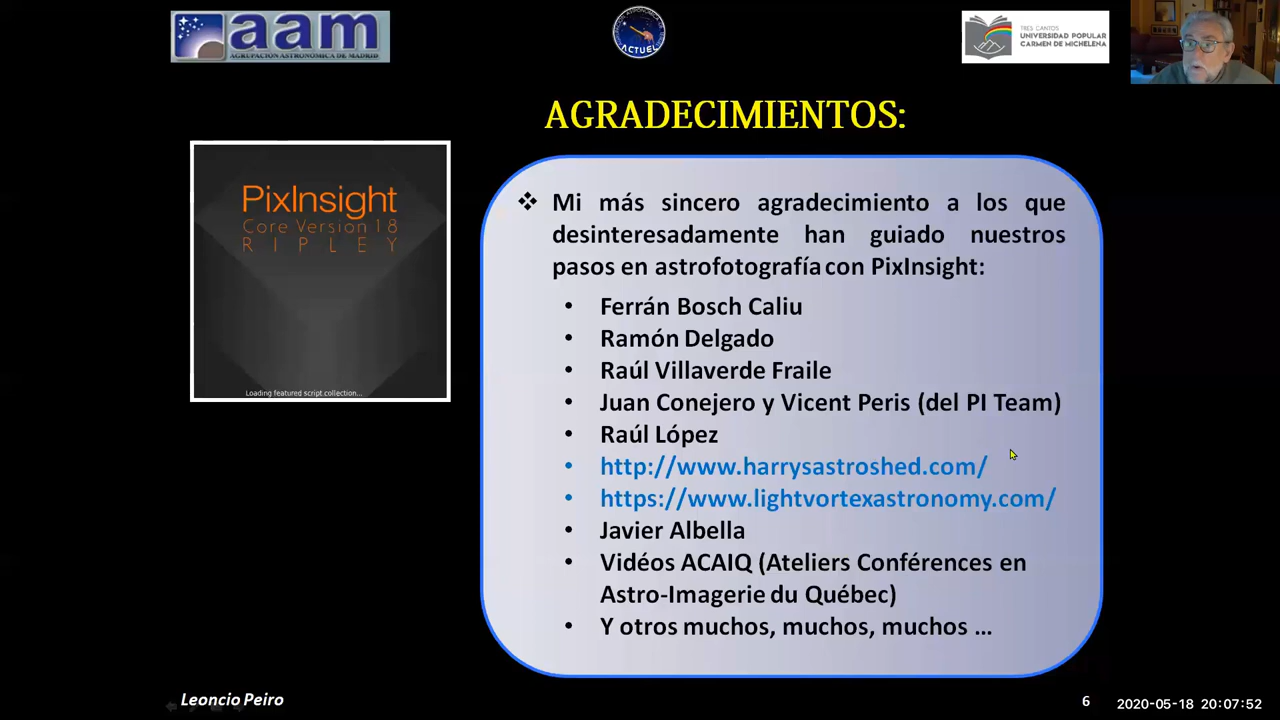 aam
AGRUPACIÓN ASTRONÓMICA DE MADRID
ACTUEL
TRES CANTOS
UNIVERSIDAD POPULAR
CARMEN DE MICHELENA
AGRADECIMIENTOS:
PixInsight
Core Version 1 8
RIPLEY
Loading featured script collection...
❖ Mi más sincero agradecimiento a los que
desinteresadamente han guiado nuestros
pasos en astrofotografía con PixInsight:
• Ferrán Bosch Caliu
• Ramón Delgado
• Raúl Villaverde Fraile
• Juan Conejero y Vicent Peris (del PI Team)
• Raúl López
• http://www.harrysastroshed.com/
• https://www.lightvortexastronomy.com/
• Javier Albella
• Vidéos ACAIQ (Ateliers Conférences en
Astro-Imagerie du Québec)
• Y otros muchos, muchos, muchos ...
Leoncio Peiro
6
2020-05-18 20:07:52